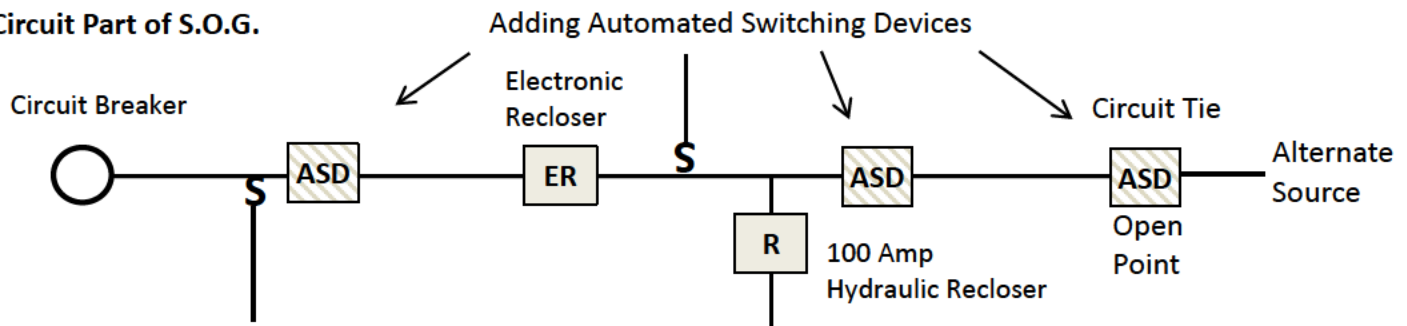 Circuit Part of S.O.G.
Adding Automated Switching Devices
Circuit Breaker
Electronic
Recloser
Circuit Tie
S
ASD
ER
S
ASD
ASD
Alternate
Source
R
100 Amp
Hydraulic Recloser
Open
Point